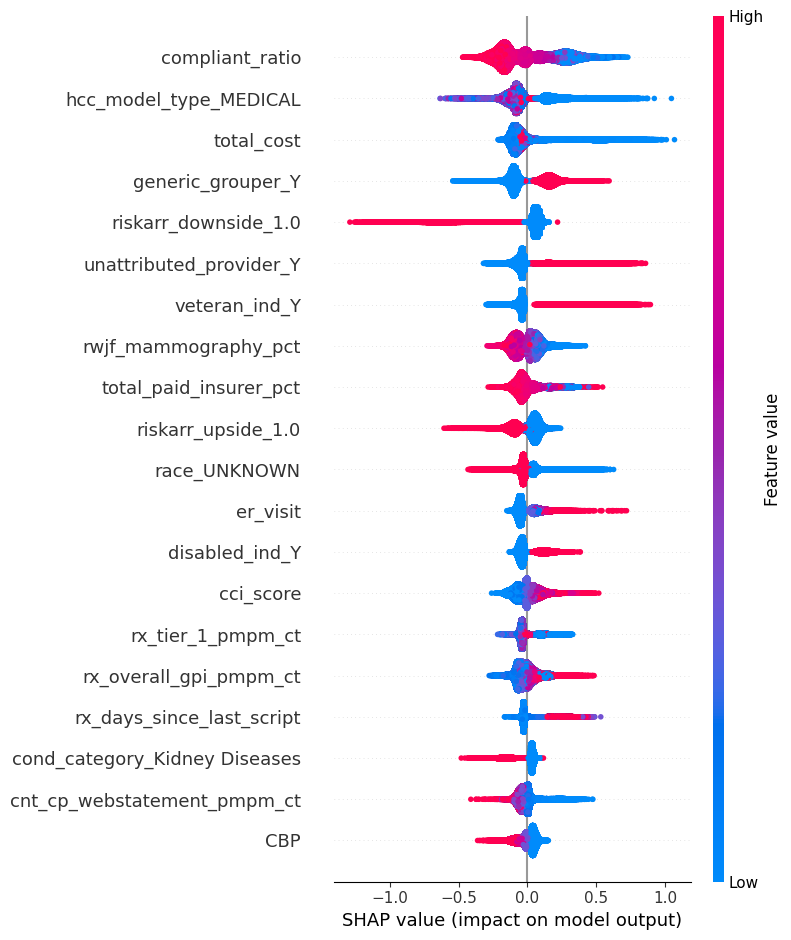 High
compliant_ratio
hcc_model_type_MEDICAL
total_cost
generic_grouper_Y
riskarr_downside_1.0
unattributed_provider_Y
veteran_ind_Y
rwjf_mammography_pct
total_paid_insurer_pct
riskarr_upside_1.0
race_UNKNOWN
er_visit
disabled_ind_Y
cci_score
rx_tier_1_pmpm_ct
rx_overall_gpi_pmpm_ct
rx_days_since_last_script
cond_category_Kidney Diseases
cnt_cp_webstatement_pmpm_ct
CBP
Feature value
Low
−1.0 −0.5 0.0 0.5 1.0
SHAP value (impact on model output)